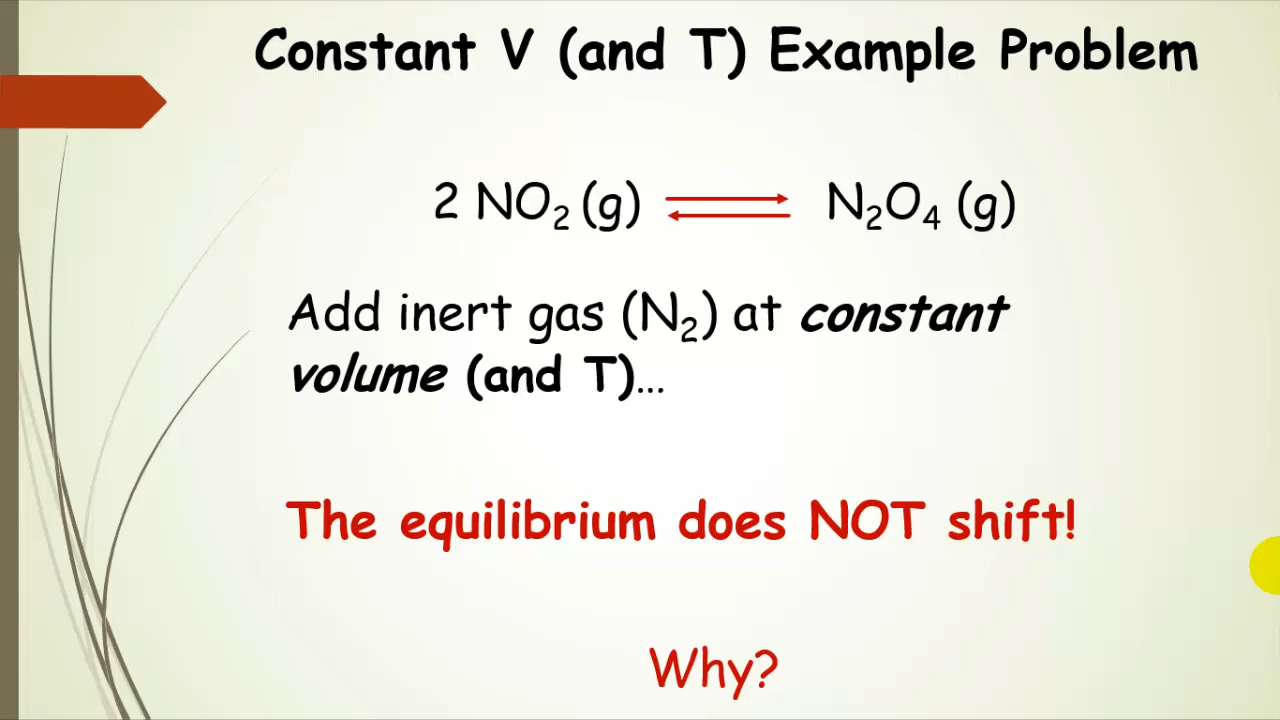 Constant V (and T) Example Problem
2 NO₂ (g) ⇌ N₂O₄ (g)
Add inert gas (N₂) at constant
volume (and T)...
The equilibrium does NOT shift!
Why?